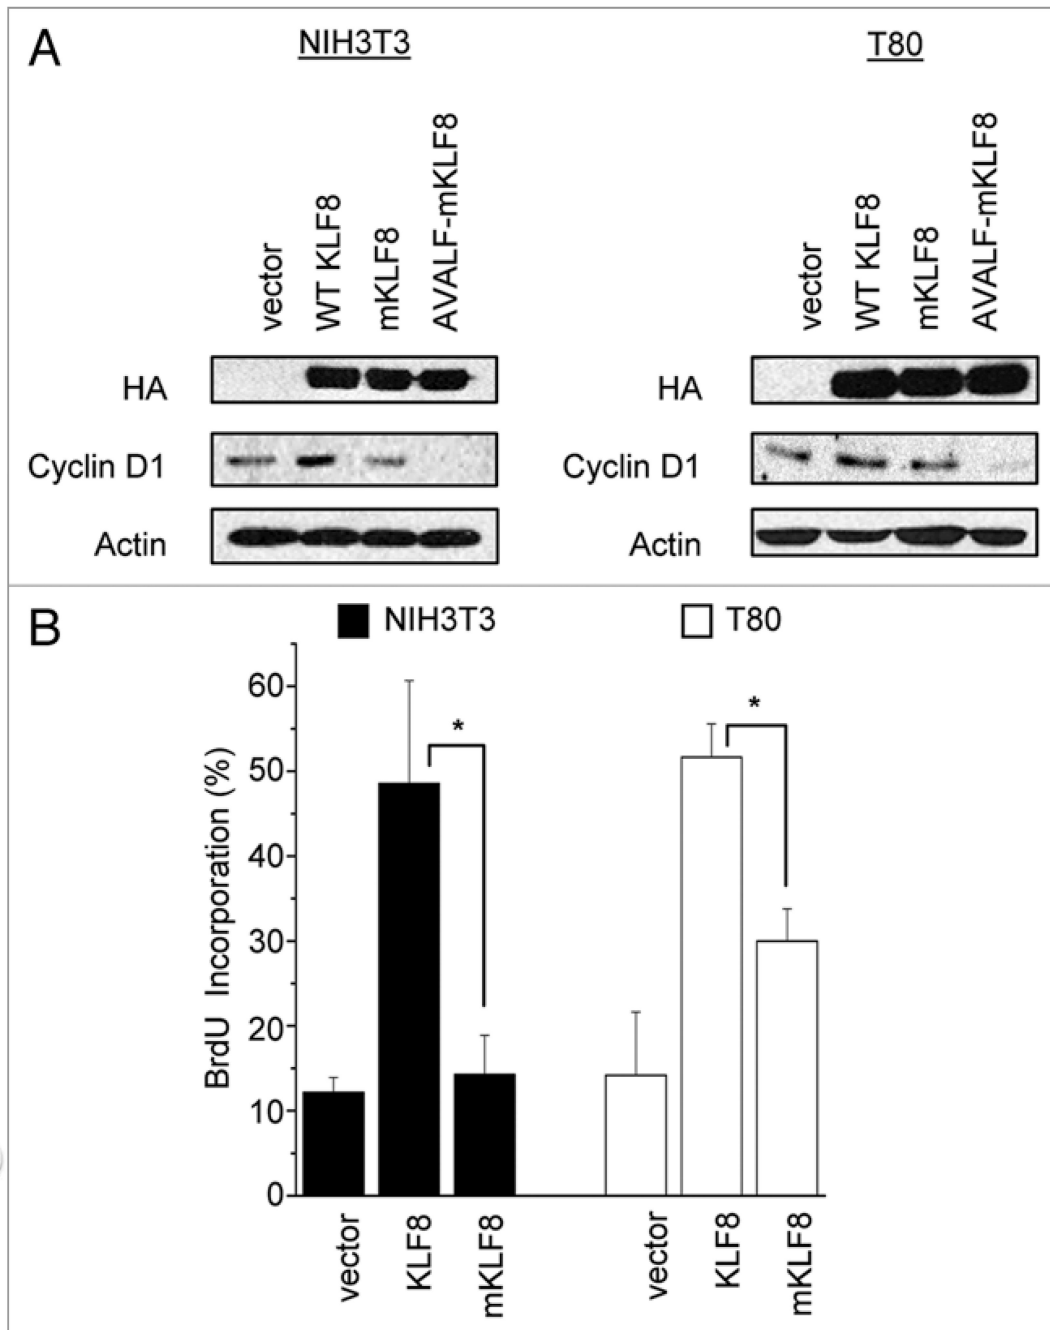 A
NIH3T3
T80
vector
WT KLF8
mKLF8
AVALF-mKLF8
vector
WT KLF8
mKLF8
AVALF-mKLF8
HA
Cyclin D1
Actin
HA
Cyclin D1
Actin
B
NIH3T3
T80
BrdU Incorporation (%)
60
50
40
30
20
10
0
*
*
vector
KLF8
mKLF8
vector
KLF8
mKLF8